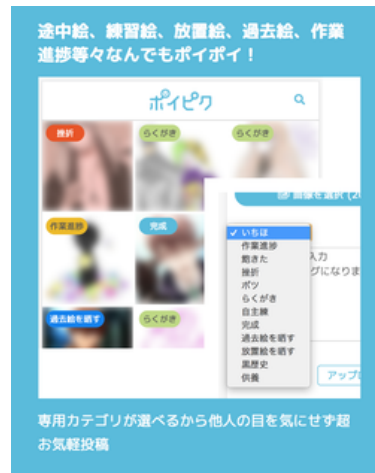 途中絵、練習絵、放置絵、過去絵、作業
進捗等々なんでもポイポイ！
ポイピク
挫折
らくがき
らくがき
画像を選択 (2
作業進捗
完成
✓ いちほ
作業進捗
飽きた
挫折
ボツ
らくがき
自主練
完成
過去絵を晒す
放置絵を晒す
黒歴史
供養
入力
グになりま
過去絵を晒す
らくがき
アップ
専用カテゴリが選べるから他人の目を気にせず超
お気軽投稿